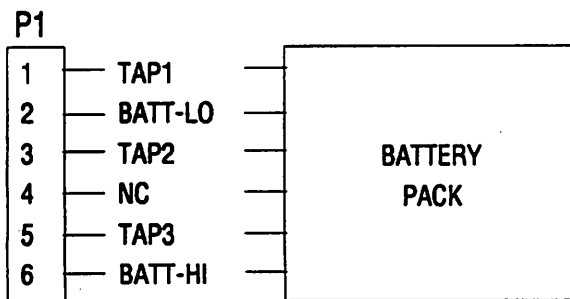 P1
1 TAP1
2 BATT-LO
3 TAP2
4 NC
5 TAP3
6 BATT-HI
BATTERY
PACK